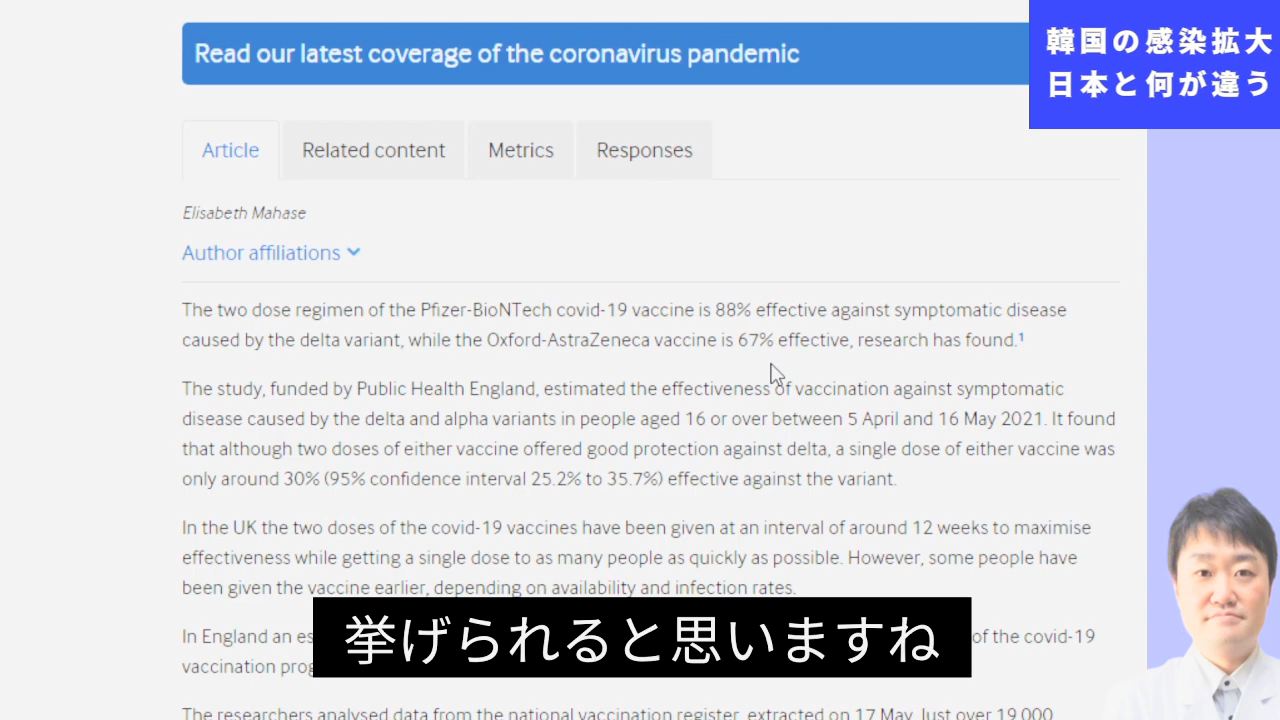 Read our latest coverage of the coronavirus pandemic
韓国の感染拡大
日本と何が違う
Article
Related content
Metrics
Responses
Elisabeth Mahase
Author affiliations
The two dose regimen of the Pfizer-BioNTech covid-19 vaccine is 88% effective against symptomatic disease
caused by the delta variant, while the Oxford-AstraZeneca vaccine is 67% effective, research has found.¹
The study, funded by Public Health England, estimated the effectiveness of vaccination against symptomatic
disease caused by the delta and alpha variants in people aged 16 or over between 5 April and 16 May 2021. It found
that although two doses of either vaccine offered good protection against delta, a single dose of either vaccine was
only around 30% (95% confidence interval 25.2% to 35.7%) effective against the variant.
In the UK the two doses of the covid-19 vaccines have been given at an interval of around 12 weeks to maximise
effectiveness while getting a single dose to as many people as quickly as possible. However, some people have
been given the vaccine earlier, depending on availability and infection rates.
In England an es
of the covid-19
vaccination prog
挙げられると思いますね
The researchers analysed data from the national vaccination register, extracted on 17 May. Just over 19 000